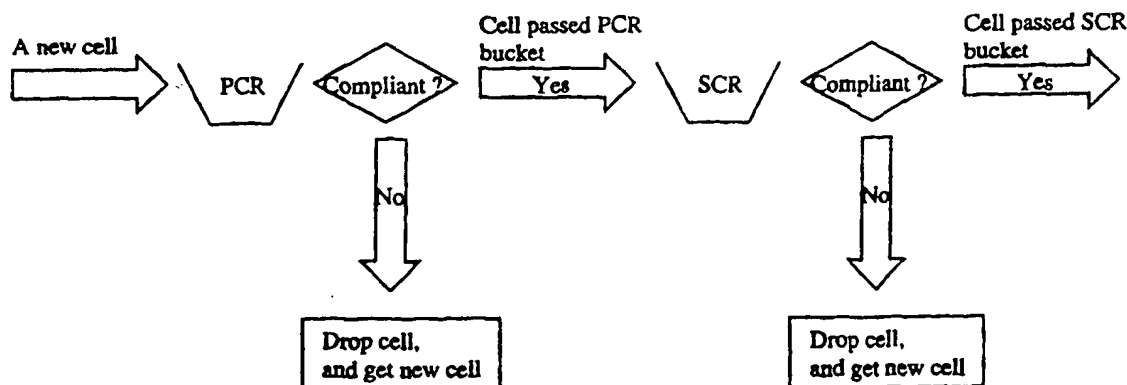 A new cell
PCR
Compliant ?
Cell passed PCR
bucket
Yes
SCR
Compliant ?
Cell passed SCR
bucket
Yes
No
No
Drop cell,
and get new cell
Drop cell,
and get new cell